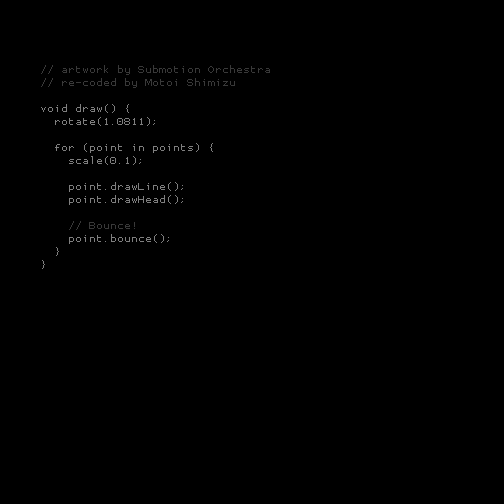 // artwork by Submotion Orchestra
// re-coded by Motoi Shimizu

void draw() {
  rotate(1.0811);

  for (point in points) {
    scale(0.1);

    point.drawLine();
    point.drawHead();

    // Bounce!
    point.bounce();
  }
}